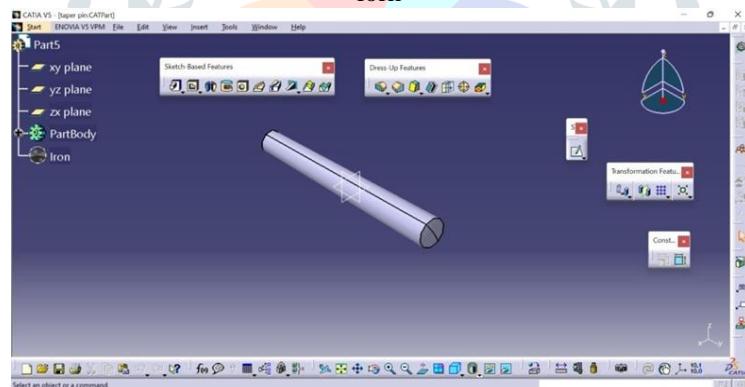 CATIA V5 - [taper pin.CATPart]
Start ENOVIA V5 VPM File Edit View Insert Tools Window Help
Part5
xy plane
yz plane
zx plane
PartBody
Iron
Sketch-Based Features
Dress-Up Features
Transformation Featu...
Const...
Select an object or a command